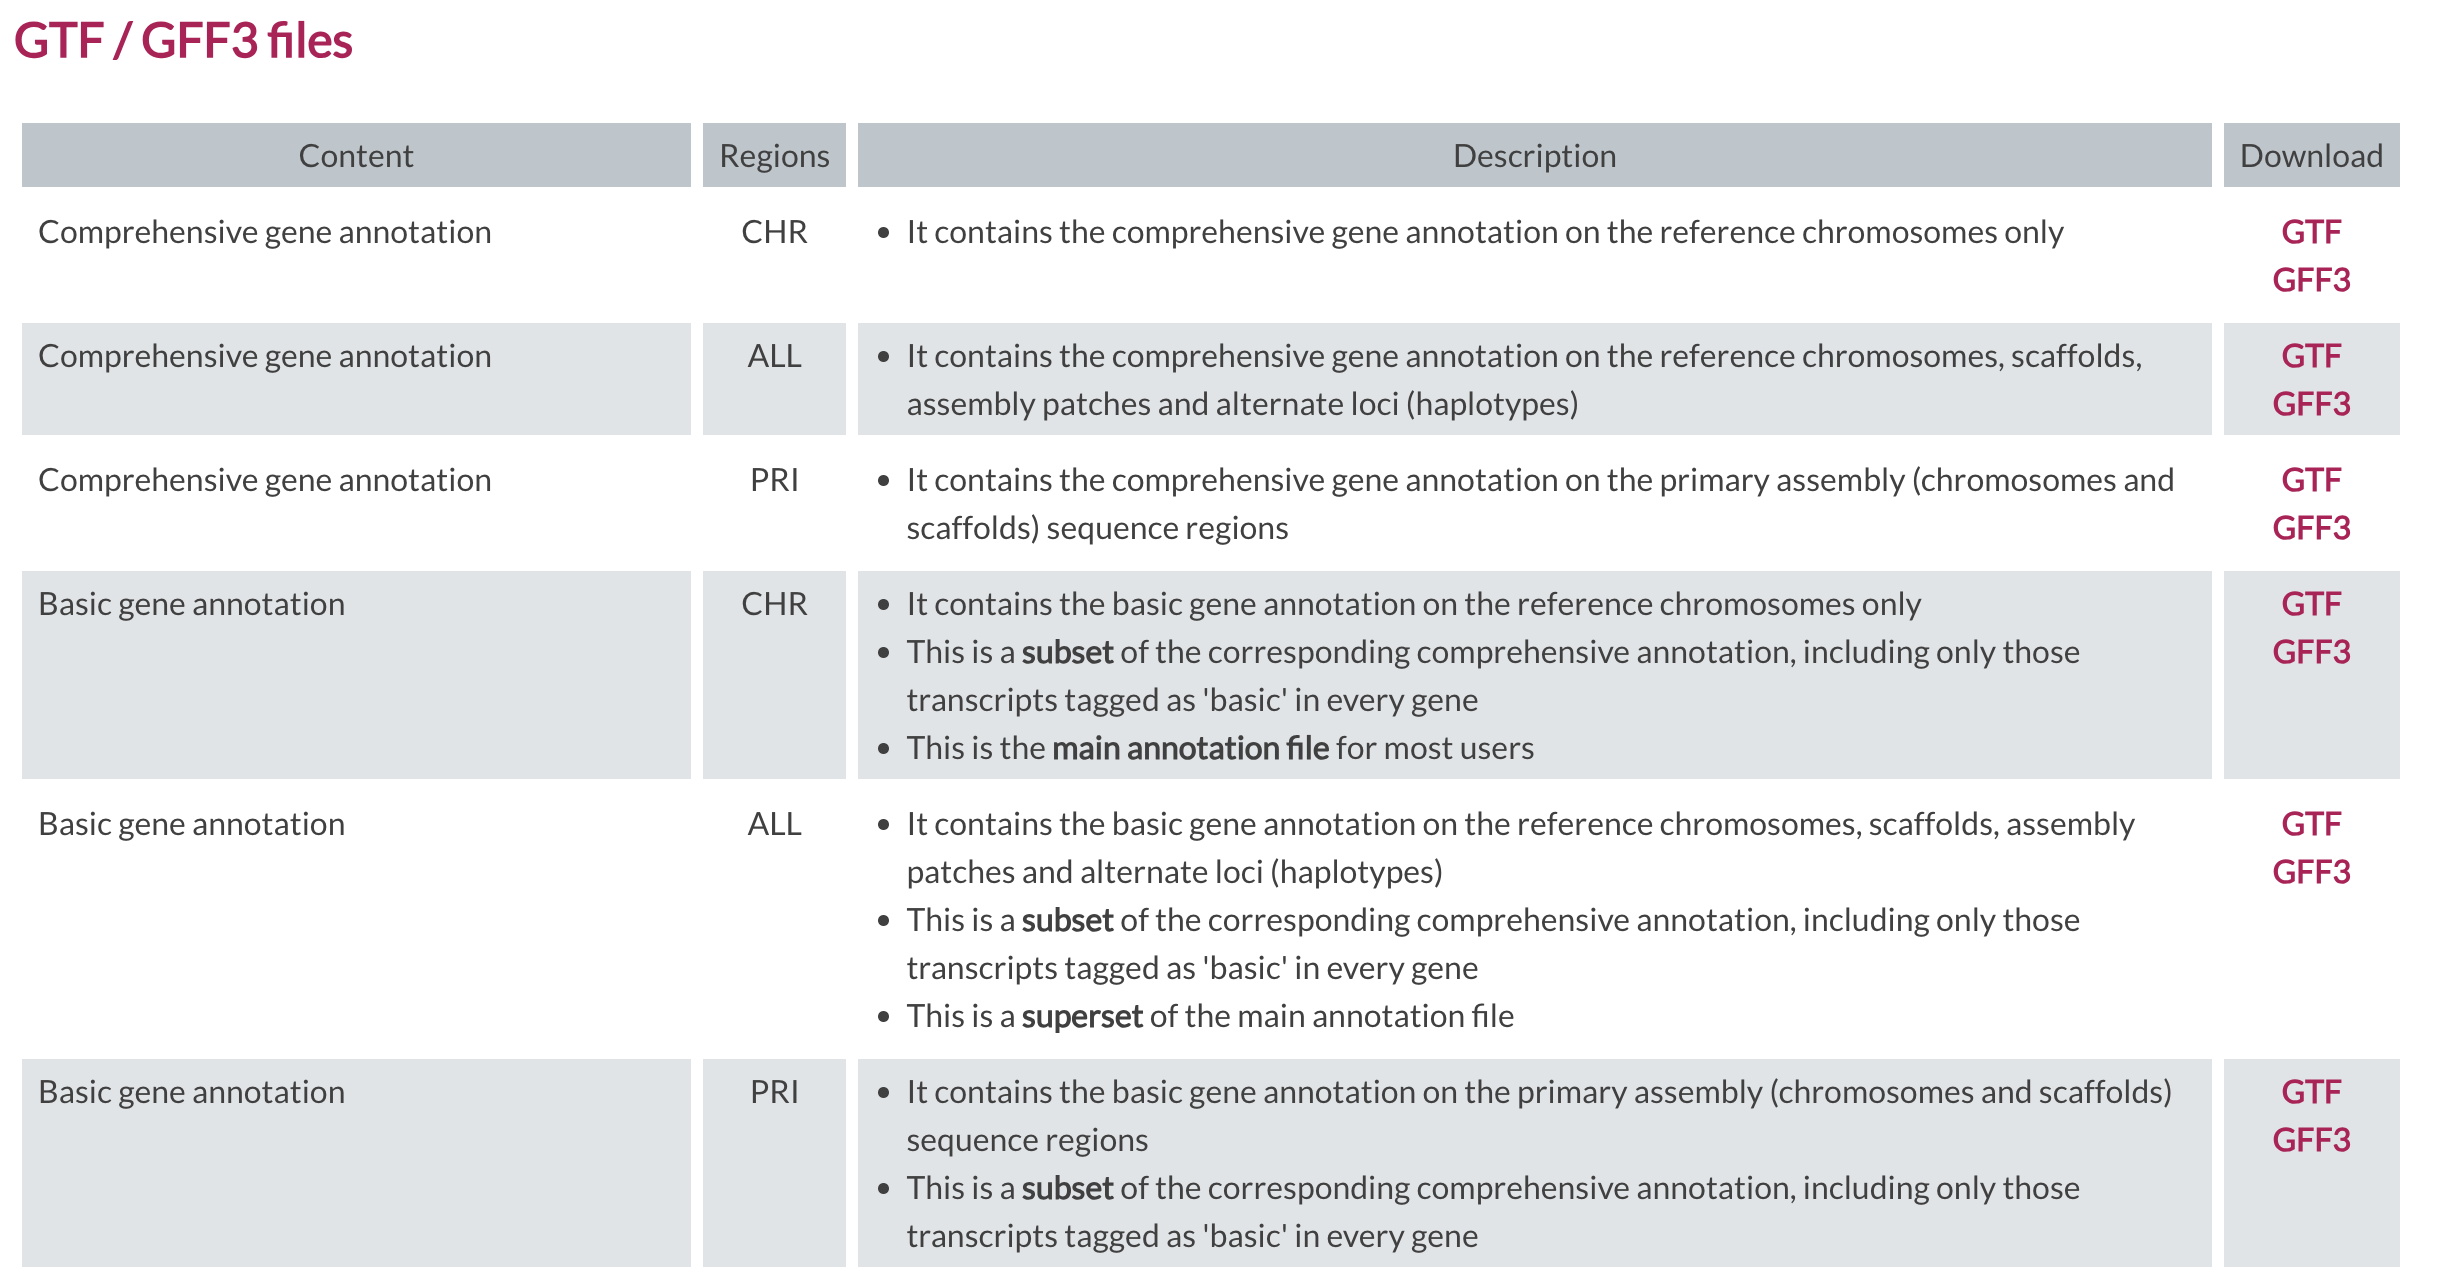 GTF / GFF3 files
Content Regions Description Download
Comprehensive gene annotation CHR • It contains the comprehensive gene annotation on the reference chromosomes only GTF
GFF3
Comprehensive gene annotation ALL • It contains the comprehensive gene annotation on the reference chromosomes, scaffolds, GTF
assembly patches and alternate loci (haplotypes) GFF3
Comprehensive gene annotation PRI • It contains the comprehensive gene annotation on the primary assembly (chromosomes and GTF
scaffolds) sequence regions GFF3
Basic gene annotation CHR • It contains the basic gene annotation on the reference chromosomes only GTF
• This is a subset of the corresponding comprehensive annotation, including only those GFF3
transcripts tagged as 'basic' in every gene
• This is the main annotation file for most users
Basic gene annotation ALL • It contains the basic gene annotation on the reference chromosomes, scaffolds, assembly GTF
patches and alternate loci (haplotypes) GFF3
• This is a subset of the corresponding comprehensive annotation, including only those
transcripts tagged as 'basic' in every gene
• This is a superset of the main annotation file
Basic gene annotation PRI • It contains the basic gene annotation on the primary assembly (chromosomes and scaffolds) GTF
sequence regions GFF3
• This is a subset of the corresponding comprehensive annotation, including only those
transcripts tagged as 'basic' in every gene